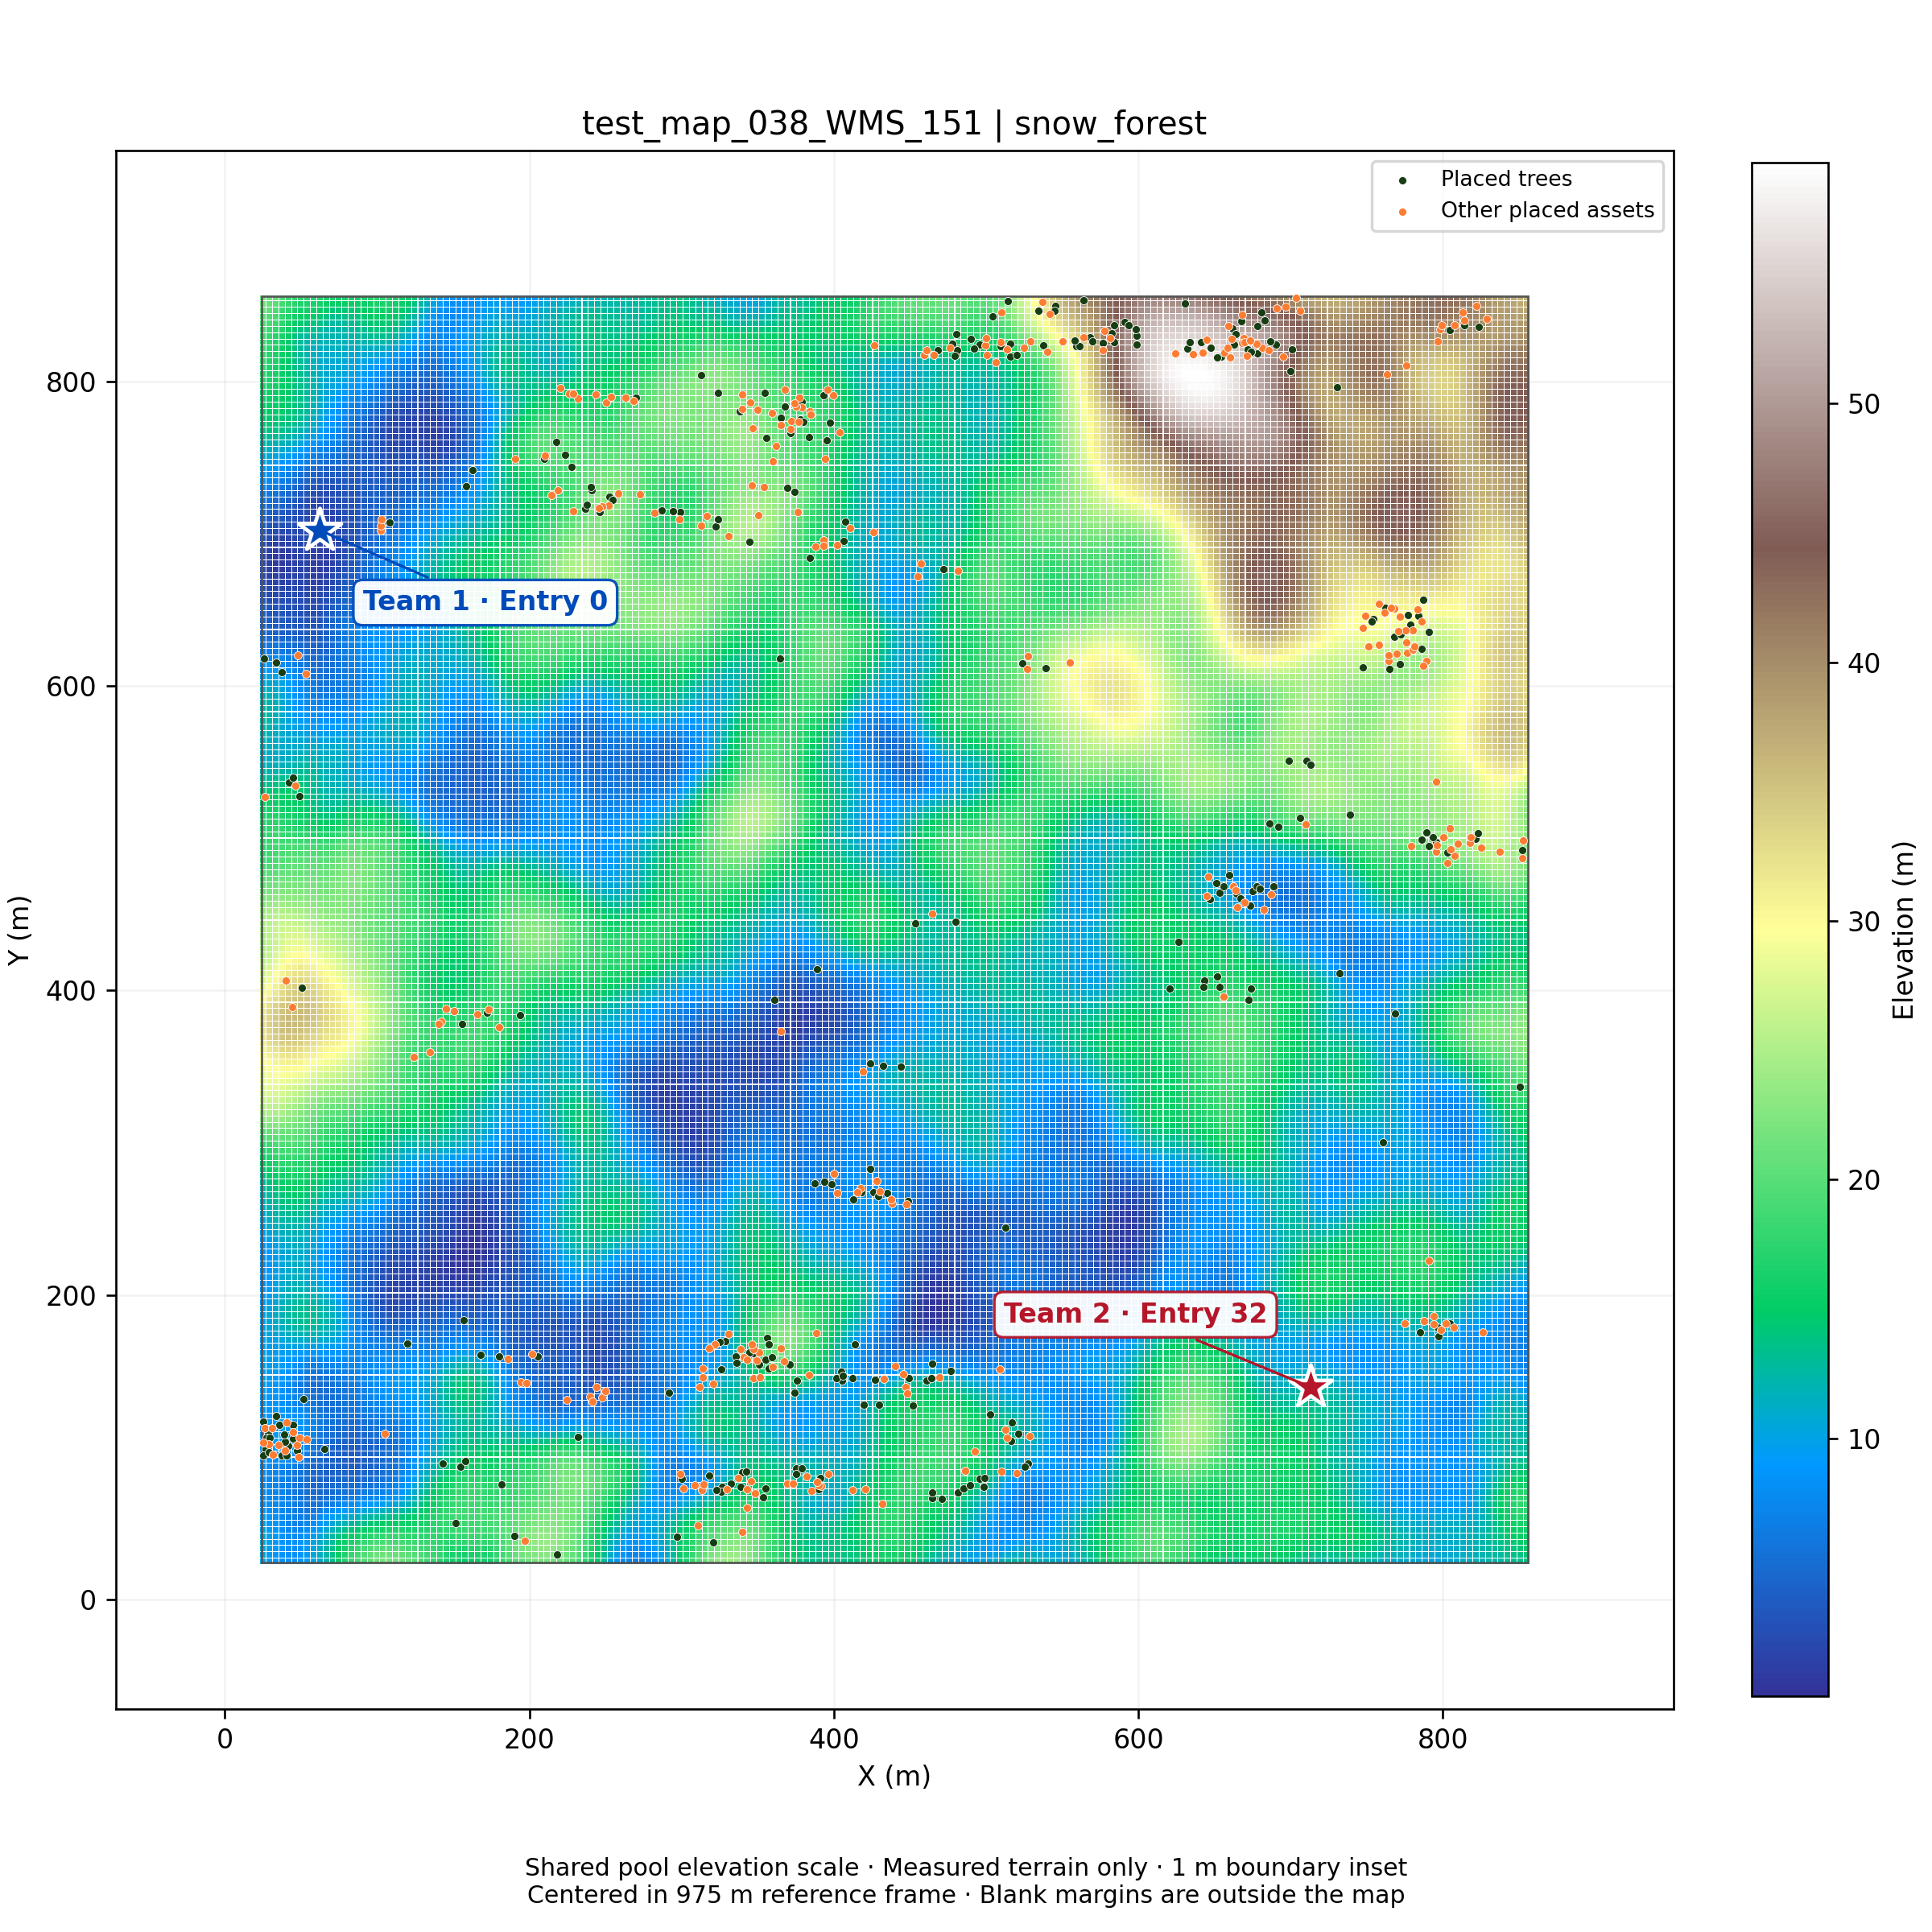 test_map_038_WMS_151 | snow_forest
Placed trees
Other placed assets
Team 1 · Entry 0
Team 2 · Entry 32
800
600
400
200
0
Y (m)
0
200
400
600
800
X (m)
50
40
30
20
10
Elevation (m)
Shared pool elevation scale · Measured terrain only · 1 m boundary inset
Centered in 975 m reference frame · Blank margins are outside the map